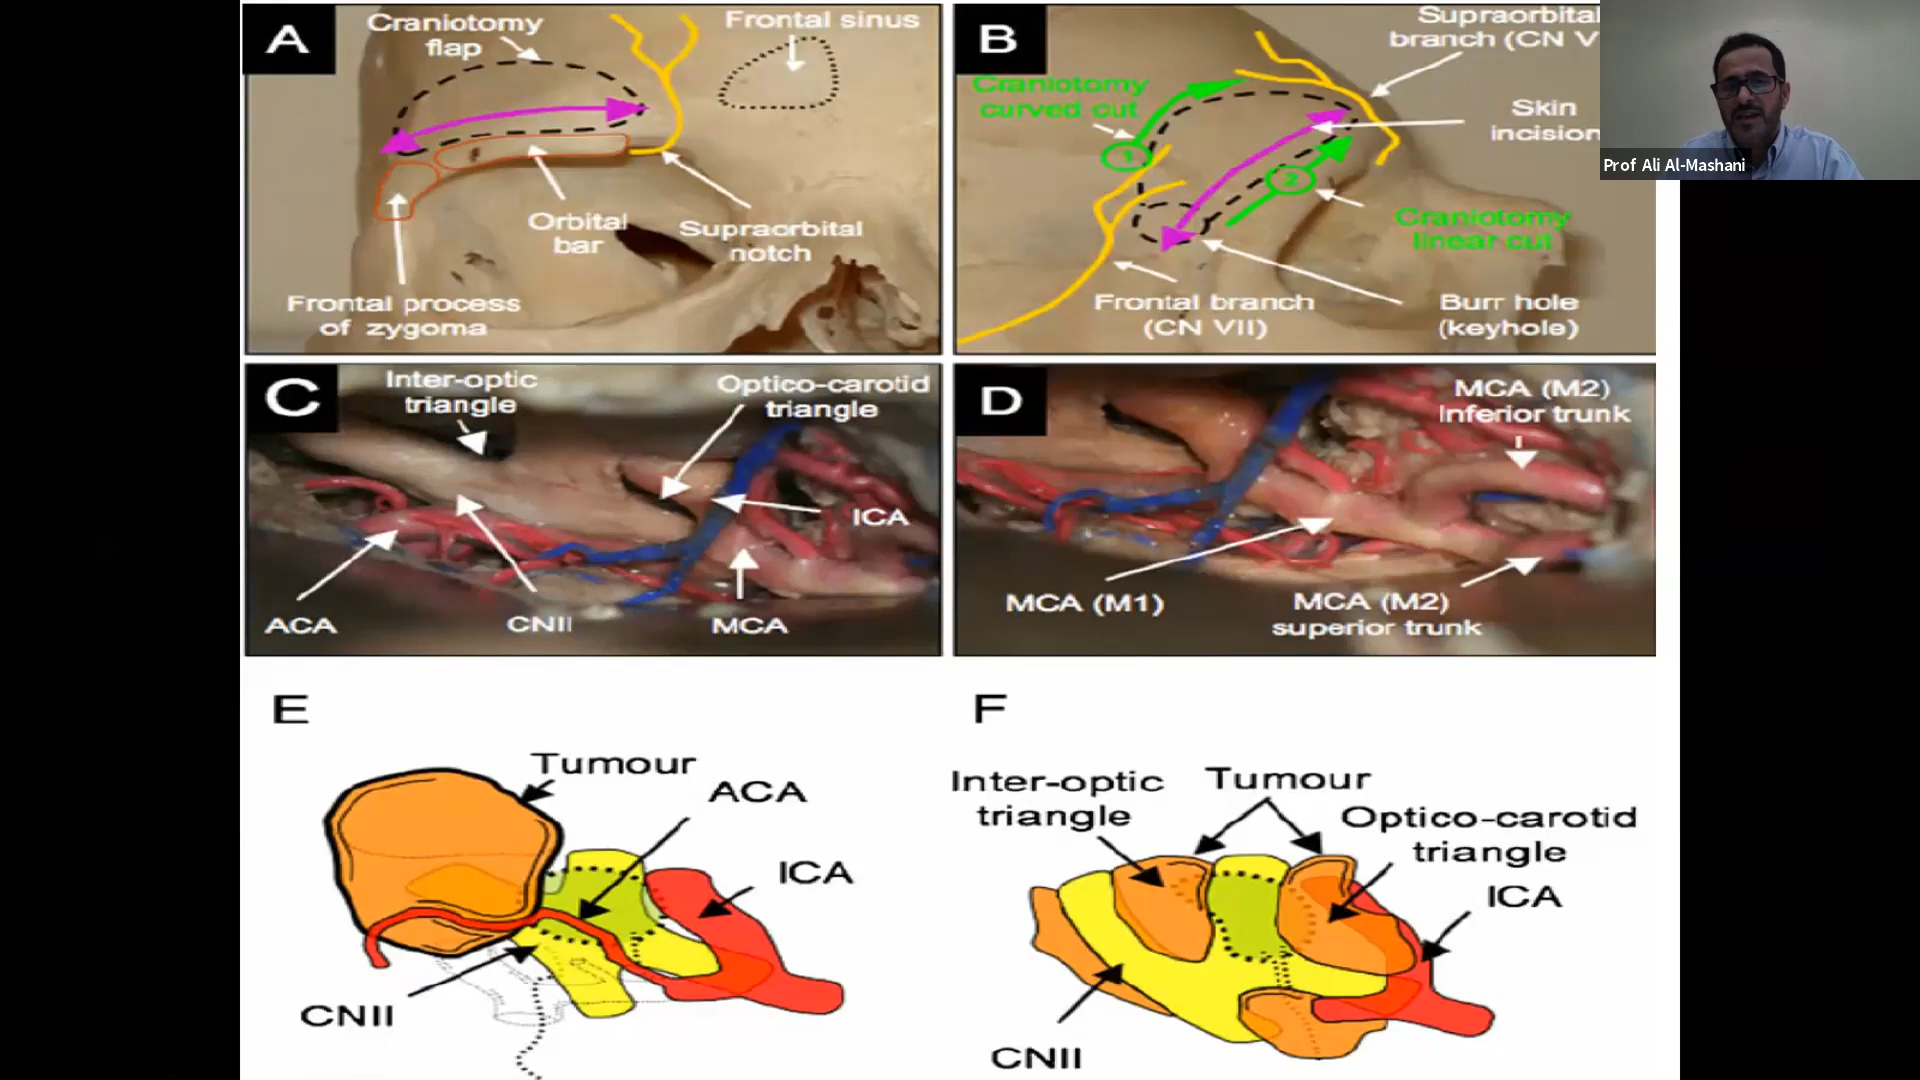 A
Craniotomy
flap
Frontal sinus
Orbital
bar
Supraorbital
notch
Frontal process
of zygoma
B
Supraorbital
branch (CN V
Craniotomy
curved cut
Skin
incision
1
2
Craniotomy
linear cut
Frontal branch
(CN VII)
Burr hole
(keyhole)
Prof Ali Al-Mashani
C
Inter-optic
triangle
Optico-carotid
triangle
ICA
ACA
CNII
MCA
D
MCA (M2)
Inferior trunk
MCA (M1)
MCA (M2)
superior trunk
E
Tumour
ACA
ICA
CNII
F
Inter-optic
triangle
Tumour
Optico-carotid
triangle
ICA
CNII